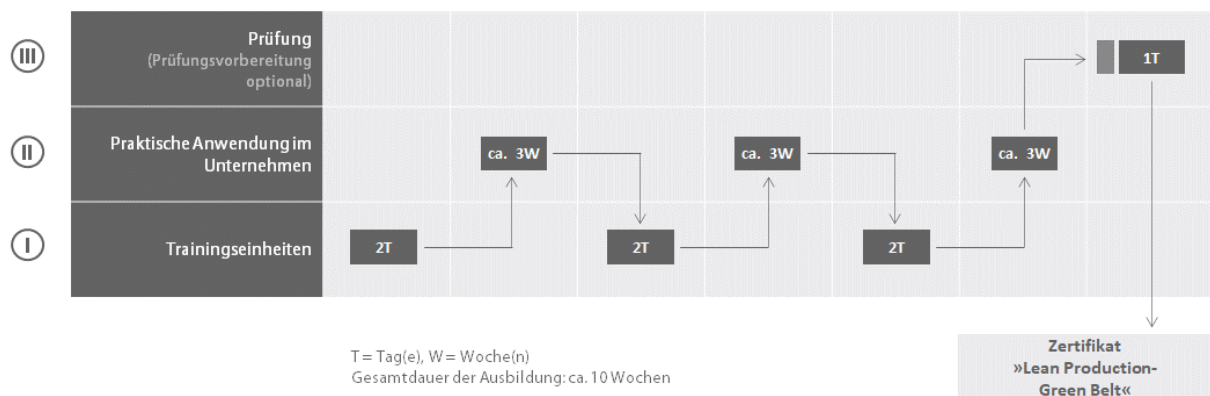 III
Prüfung
(Prüfungsvorbereitung
optional)
1T
II
Praktische Anwendung im
Unternehmen
ca. 3W
ca. 3W
ca. 3W
I
Trainingseinheiten
2T
2T
2T
T = Tag(e), W = Woche(n)
Gesamtdauer der Ausbildung: ca. 10 Wochen
Zertifikat
»Lean Production-
Green Belt«